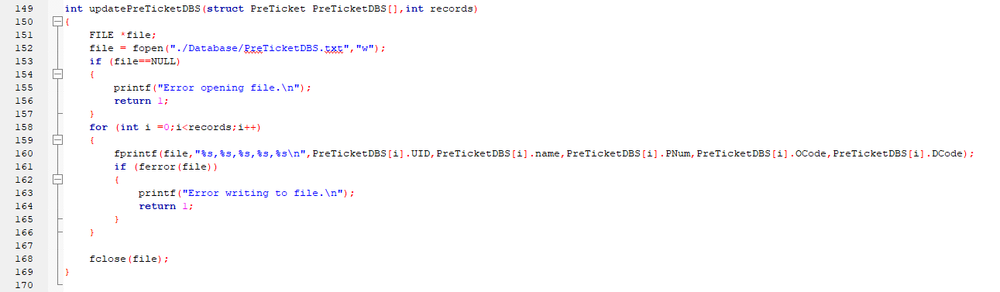 149 int updatePreTicketDBS(struct PreTicket PreTicketDBS[],int records)
150 {
151 FILE *file;
152 file = fopen("./Database/PreTicketDBS.txt","w");
153 if (file==NULL)
154 {
155 printf("Error opening file.\n");
156 return 1;
157 }
158 for (int i =0;i<records;i++)
159 {
160 fprintf(file,"%s,%s,%s,%s,%s\n",PreTicketDBS[i].UID,PreTicketDBS[i].name,PreTicketDBS[i].PNum,PreTicketDBS[i].OCode,PreTicketDBS[i].DCode);
161 if (ferror(file))
162 {
163 printf("Error writing to file.\n");
164 return 1;
165 }
166 }
167
168 fclose(file);
169 }
170